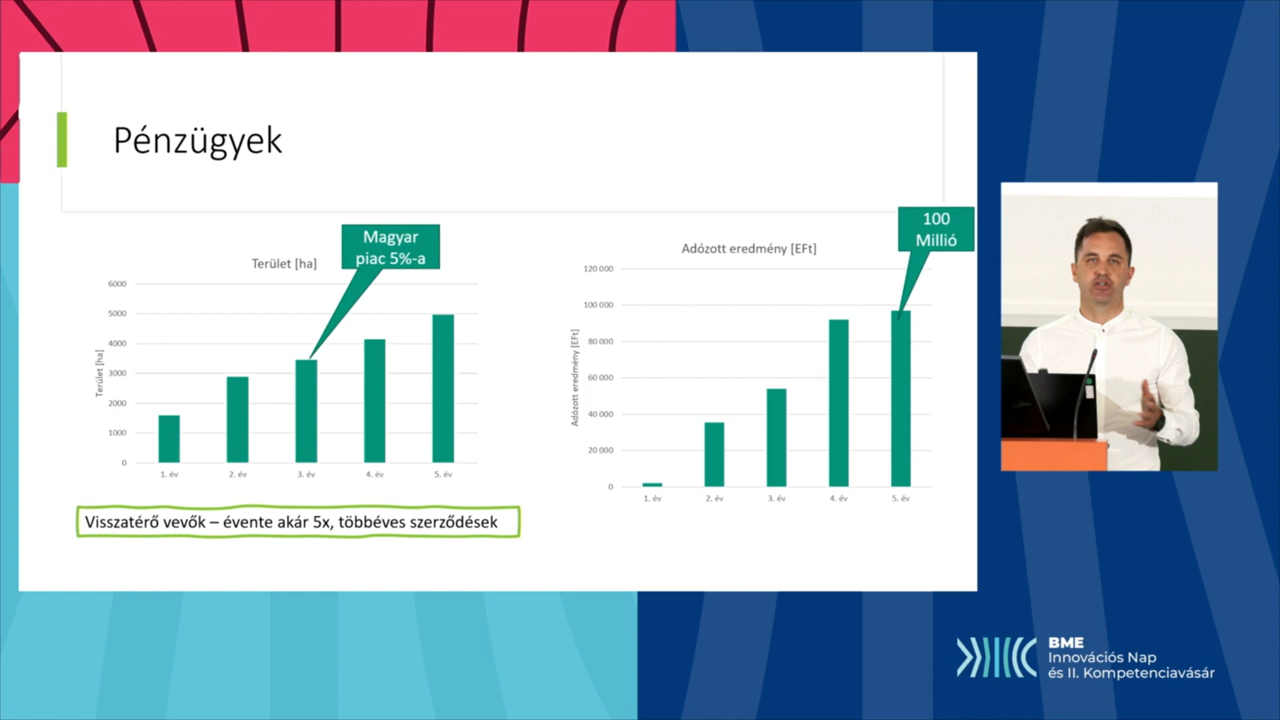 Pénzügyek
Magyar
piac 5%-a
Terület [ha]
6000
5000
4000
3000
2000
1000
0
Terület [ha]
1. év
2. év
3. év
4. év
5. év
Visszatérő vevők – évente akár 5x, többéves szerződések
100
Millió
Adózott eredmény [EFt]
120 000
100 000
80 000
60 000
40 000
20 000
0
Adózott eredmény [EFt]
1. év
2. év
3. év
4. év
5. év
BME
Innovációs Nap
és II. Kompetenciavásár